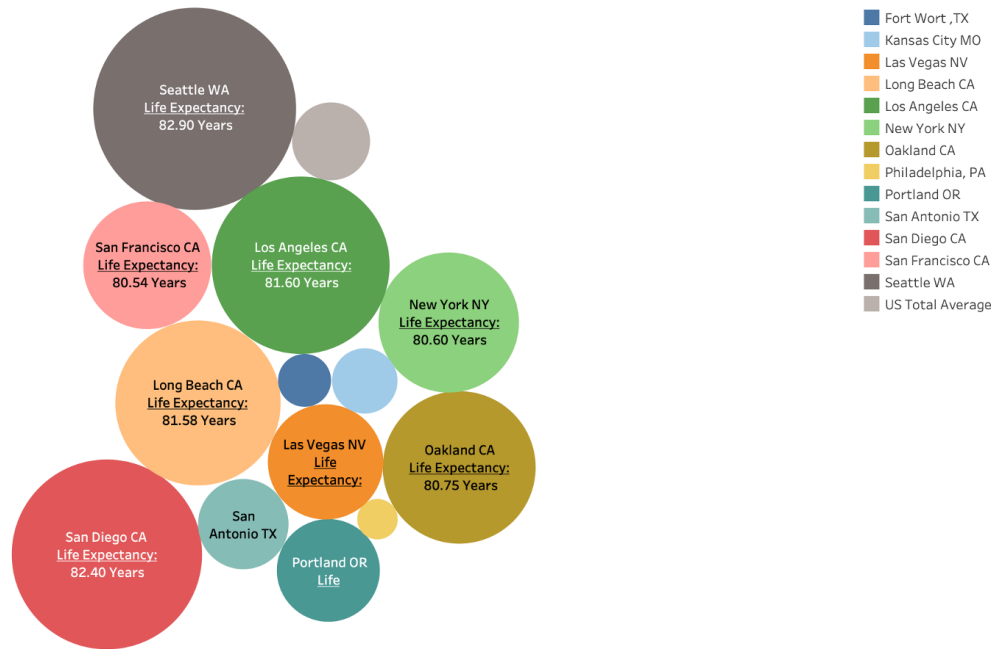 Seattle WA
Life Expectancy:
82.90 Years
San Francisco CA
Life Expectancy:
80.54 Years
Los Angeles CA
Life Expectancy:
81.60 Years
New York NY
Life Expectancy:
80.60 Years
Long Beach CA
Life Expectancy:
81.58 Years
Las Vegas NV
Life
Expectancy:
Oakland CA
Life Expectancy:
80.75 Years
San Diego CA
Life Expectancy:
82.40 Years
San
Antonio TX
Portland OR
Life
Fort Wort ,TX
Kansas City MO
Las Vegas NV
Long Beach CA
Los Angeles CA
New York NY
Oakland CA
Philadelphia, PA
Portland OR
San Antonio TX
San Diego CA
San Francisco CA
Seattle WA
US Total Average